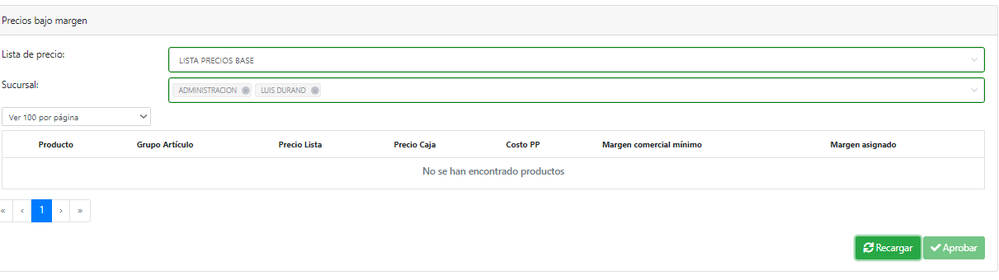 Precios bajo margen
Lista de precio:
LISTA PRECIOS BASE
Sucursal:
ADMINISTRACION LUIS DURAND
Ver 100 por página
Producto Grupo Artículo Precio Lista Precio Caja Costo PP Margen comercial mínimo Margen asignado
No se han encontrado productos
« ‹ 1 › »
Recargar Aprobar